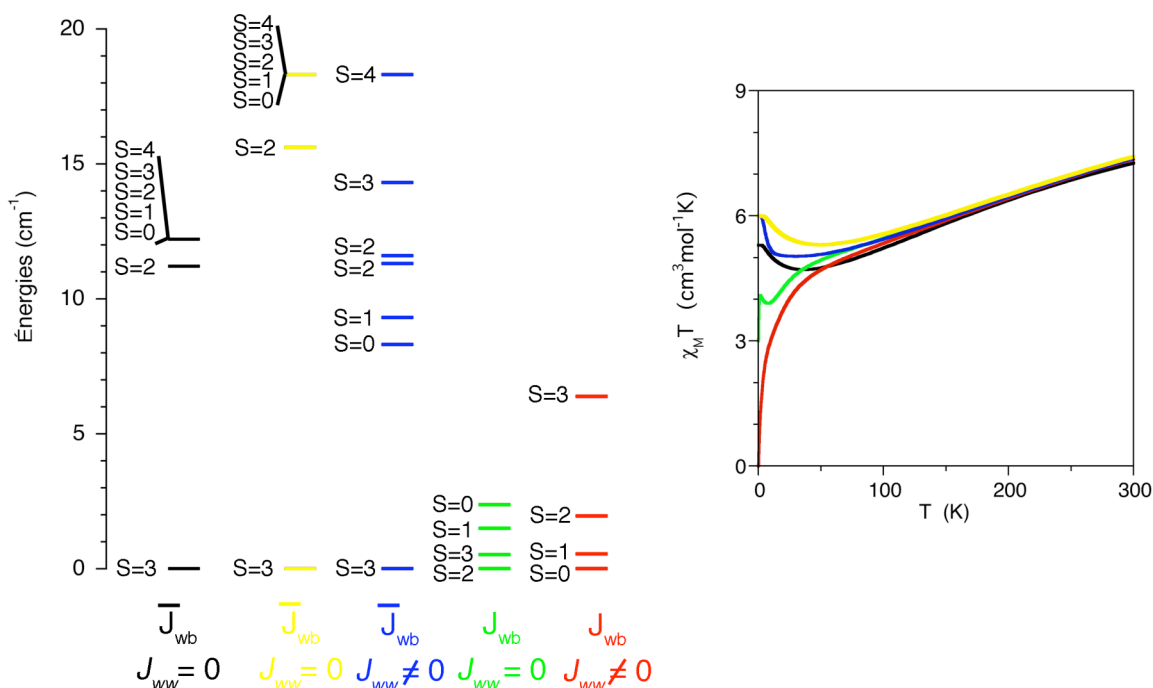 20
15
10
5
0
Énergies (cm⁻¹)
S=4
S=3
S=2
S=1
S=0
S=2
S=3
S=4
S=3
S=2
S=1
S=0
S=2
S=3
S=4
S=3
S=2
S=2
S=1
S=0
S=3
S=0
S=1
S=3
S=2
S=3
S=2
S=1
S=0
J̅wb J̅wb J̅wb Jwb Jwb
Jww = 0 Jww = 0 Jww ≠ 0 Jww = 0 Jww ≠ 0
9
6
3
0
χMT (cm³mol⁻¹K)
0 100 200 300
T (K)